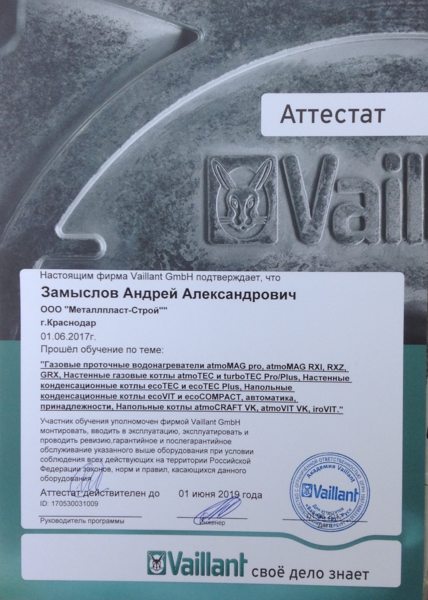 Аттестат
Vaill
Настоящим фирма Vaillant GmbH подтверждает, что
Замыслов Андрей Александрович
ООО "Металлпласт-Строй""
г.Краснодар
01.06.2017г.
Прошёл обучение по теме:
"Газовые проточные водонагреватели atmoMAG pro, atmoMAG RXI, RXZ,
GRX, Настенные газовые котлы atmoTEC и turboTEC Pro/Plus, Настенные
конденсационные котлы ecoTEC и ecoTEC Plus, Напольные
конденсационные котлы ecoVIT и ecoCOMPACT, автоматика,
принадлежности, Напольные котлы atmoCRAFT VK, atmoVIT VK, iroVIT."
Участник обучения уполномочен фирмой Vaillant GmbH
монтировать, вводить в эксплуатацию, эксплуатировать и
проводить ревизию,гарантийное и послегарантийное
обслуживание указанного выше оборудования при условии
соблюдения всех действующих на территории Российской
Федерации законов, норм и правил, касающихся данного
оборудования.
Аттестат действителен до 01 июня 2019 года
ID: 170530031009
Руководитель программы Инженер
Академия Vaillant
Vaillant
Vaillant своё дело знает